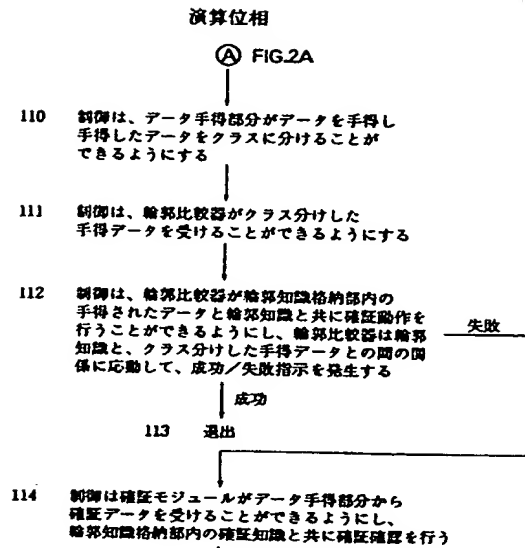 演算位相
Ⓐ FIG.2A
110 制御は、データ手得部分がデータを手得し
手得したデータをクラスに分けることが
できるようにする
111 制御は、輪郭比較器がクラス分けした
手得データを受けることができるようにする
112 制御は、輪郭比較器が輪郭知識格納部内の
手得されたデータと輪郭知識と共に確証動作を
行うことができるようにし、輪郭比較器は輪郭
知識と、クラス分けした手得データとの間の関
係に応動して、成功/失敗指示を発生する
失敗
成功
113 退出
114 制御は確証モジュールがデータ手得部分から
確証データを受けることができるようにし、
輪郭知識格納部内の確証知識と共に確証確認を行う